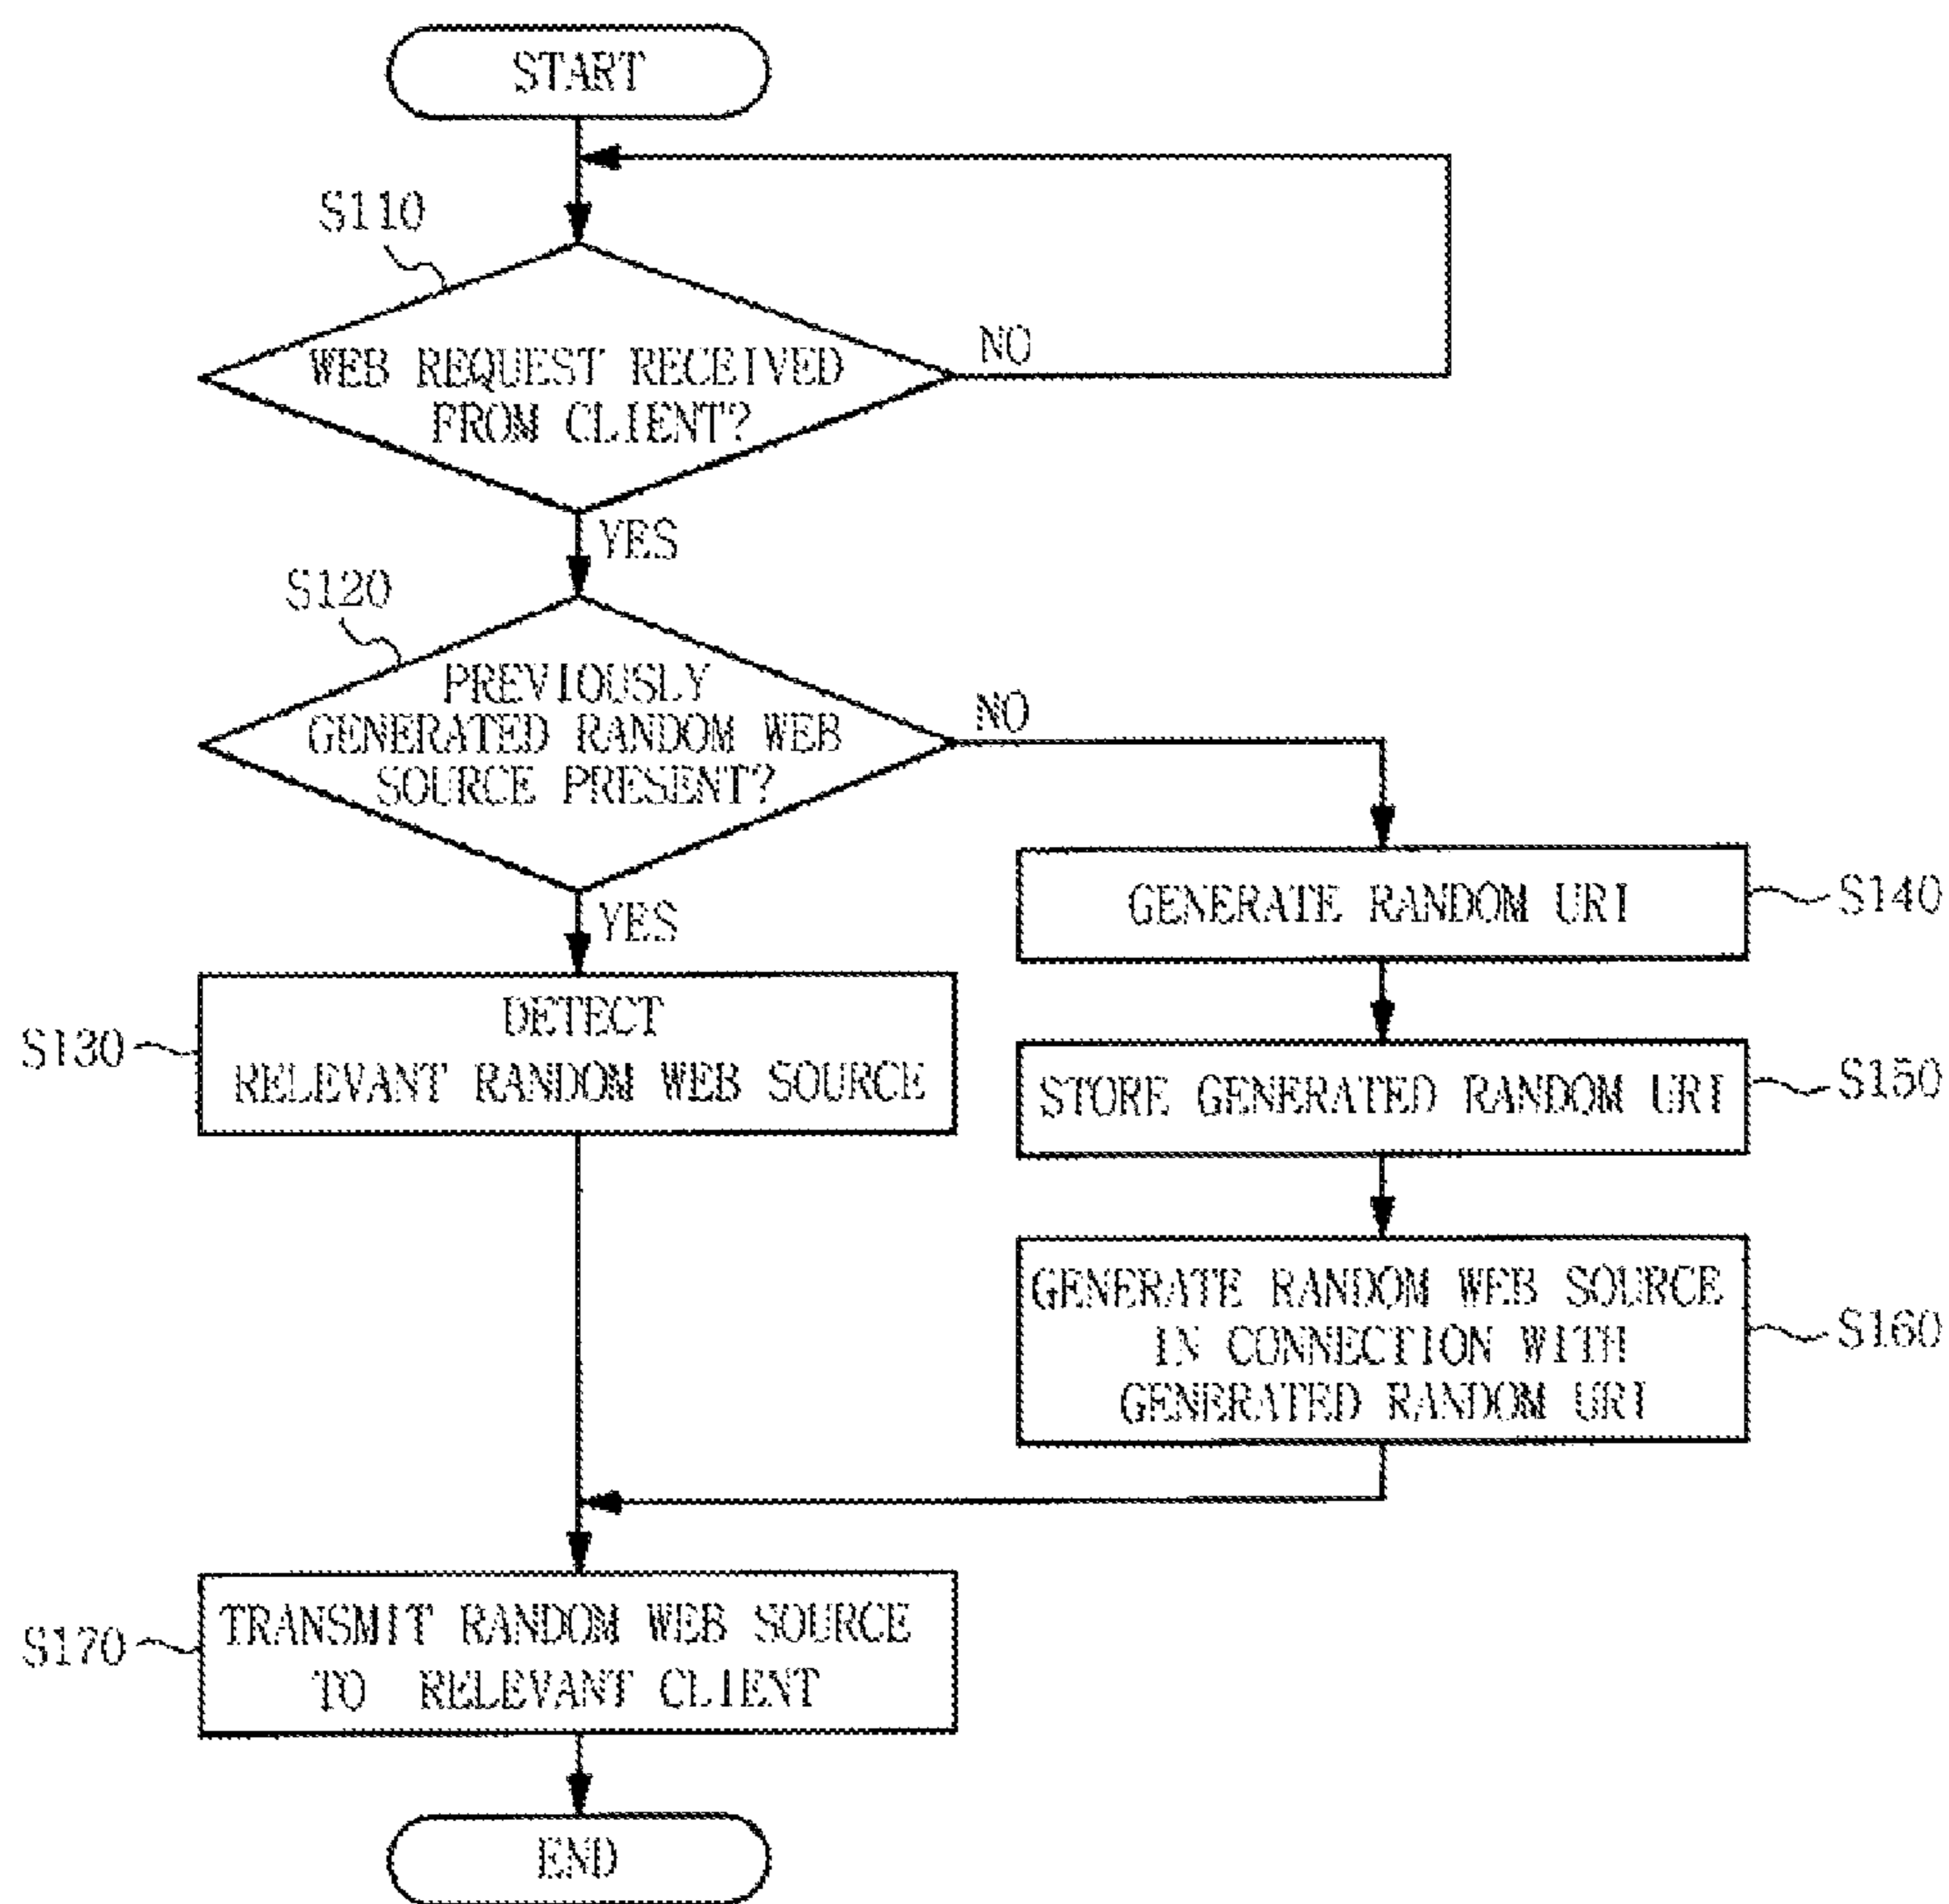 START
S110
WEB REQUEST RECEIVED
FROM CLIENT?
NO
YES
S120
PREVIOUSLY
GENERATED RANDOM WEB
SOURCE PRESENT?
NO
YES
GENERATE RANDOM URI
S140
DETECT
RELEVANT RANDOM WEB SOURCE
S130
STORE GENERATED RANDOM URI
S150
GENERATE RANDOM WEB SOURCE
IN CONNECTION WITH
GENERATED RANDOM URI
S160
S170
TRANSMIT RANDOM WEB SOURCE
TO RELEVANT CLIENT
END